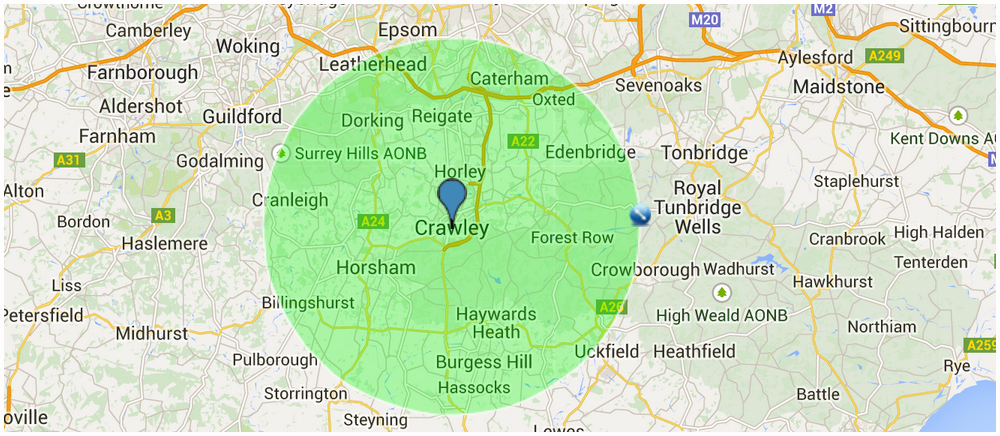 Crowthorne
Camberley
Epsom
M20
M2
Sittingbourn
Woking
Leatherhead
Caterham
Aylesford
A249
Farnborough
Oxted
Sevenoaks
Maidstone
Aldershot
Guildford
Dorking
Reigate
Farnham
A22
Kent Downs A
A31
Godalming
Surrey Hills AONB
Edenbridge
Tonbridge
Horley
Staplehurst
Alton
Cranleigh
Royal
Tunbridge
Wells
Bordon
A3
A24
Crawley
Forest Row
Cranbrook
High Halden
Haslemere
Horsham
Crowborough
Wadhurst
Tenterden
Liss
Hawkhurst
Billingshurst
A26
Petersfield
Haywards
Heath
High Weald AONB
Northiam
Midhurst
A259
Pulborough
Burgess Hill
Uckfield
Heathfield
Rye
Storrington
Hassocks
Battle
oville
Steyning
Lewes